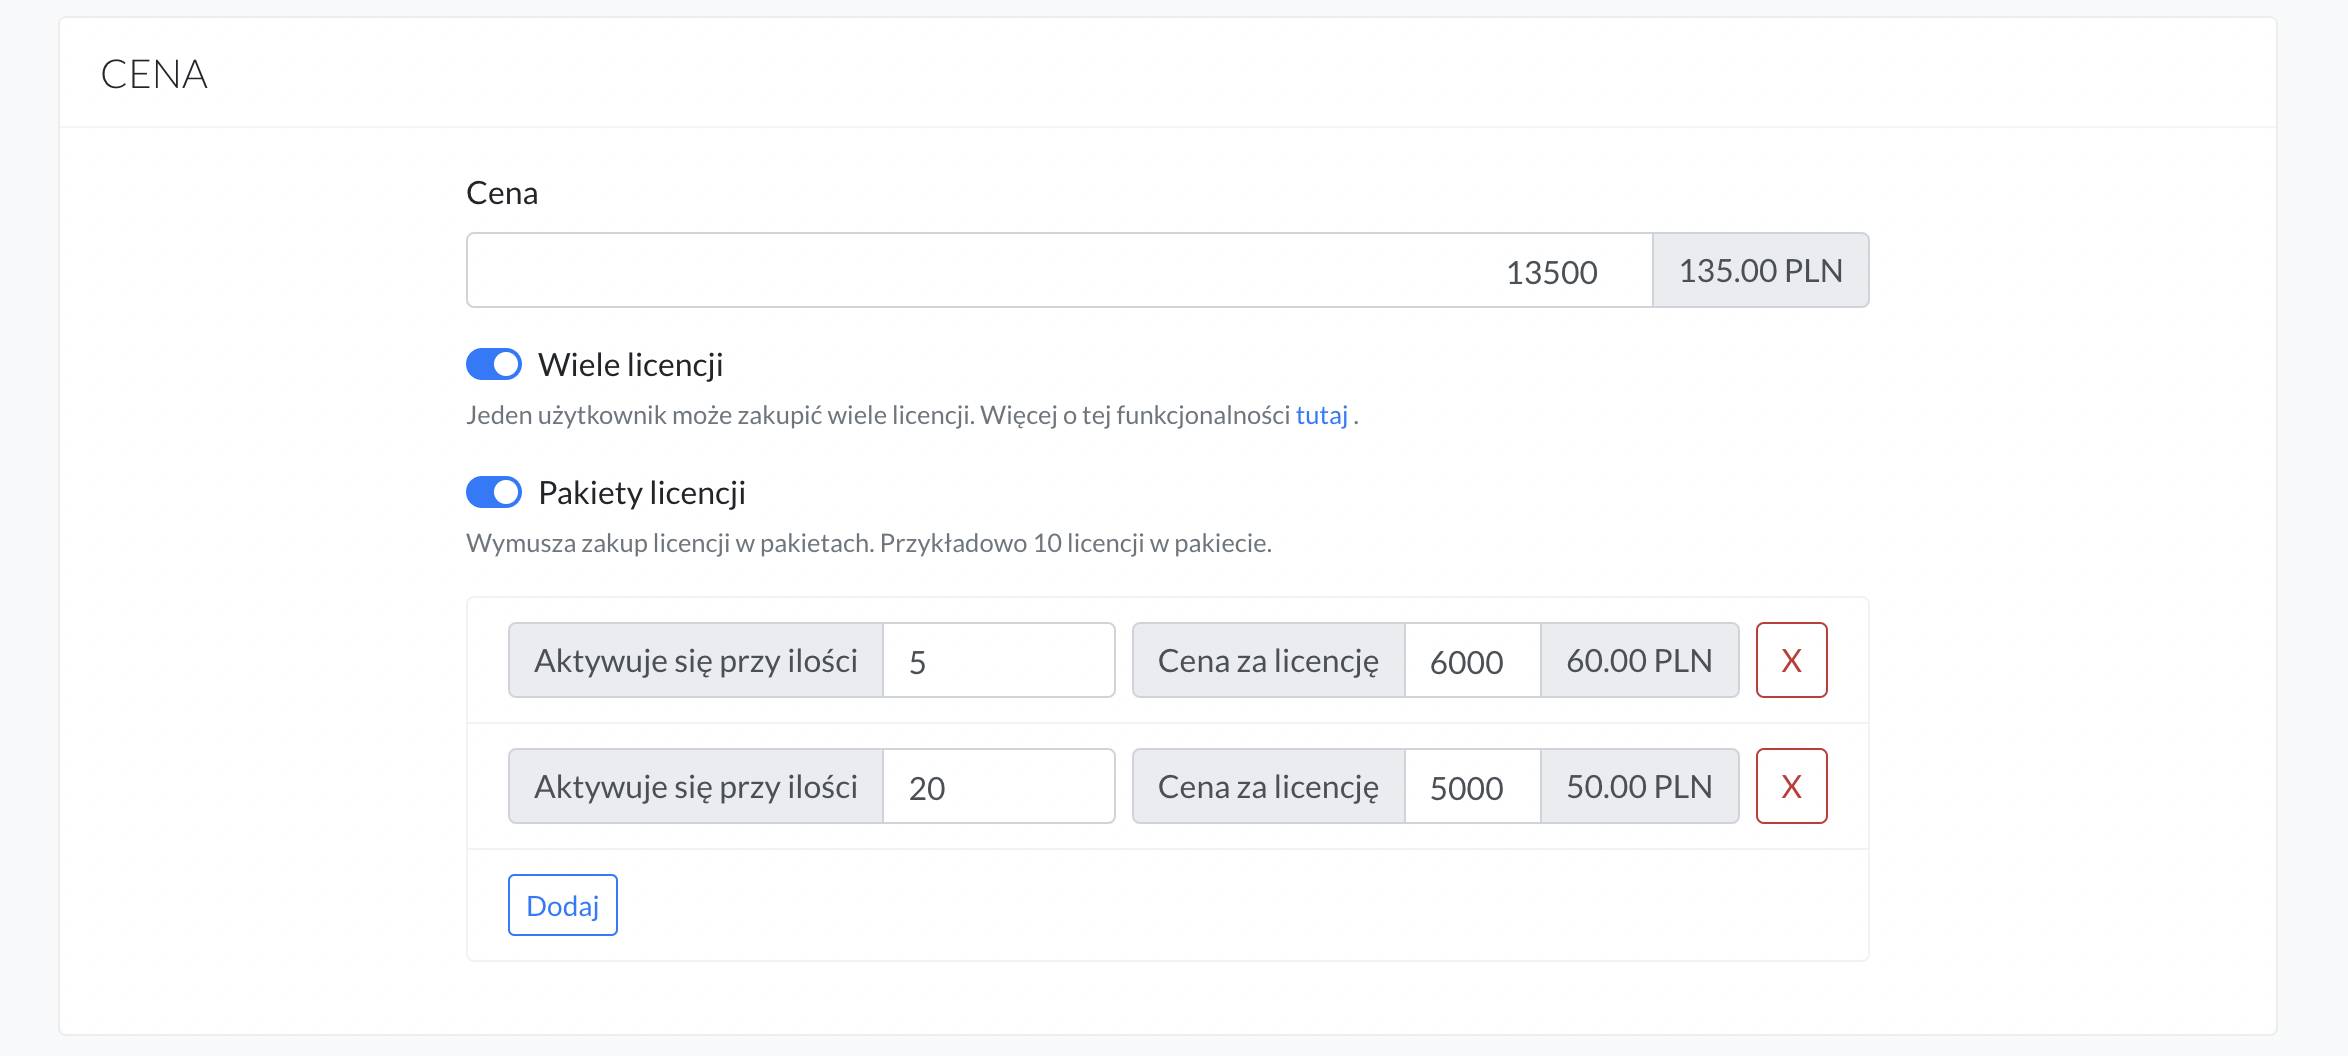 CENA
Cena
13500 135.00 PLN
Wiele licencji
Jeden użytkownik może zakupić wiele licencji. Więcej o tej funkcjonalności tutaj .
Pakiety licencji
Wymusza zakup licencji w pakietach. Przykładowo 10 licencji w pakiecie.
Aktywuje się przy ilości 5 Cena za licencję 6000 60.00 PLN X
Aktywuje się przy ilości 20 Cena za licencję 5000 50.00 PLN X
Dodaj